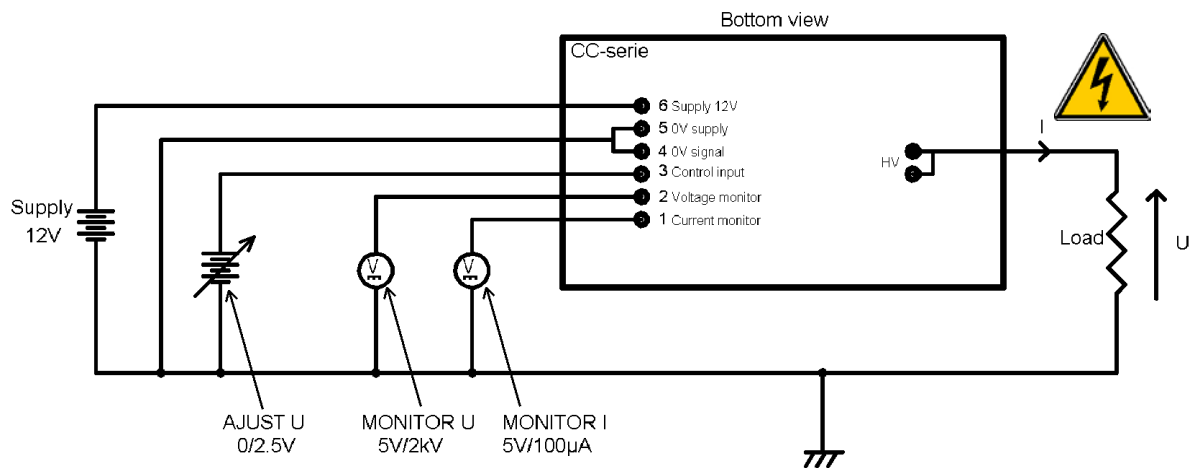 Bottom view
CC-serie
6 Supply 12V
5 0V supply
4 0V signal
3 Control input
2 Voltage monitor
1 Current monitor
HV
I
Supply
12V
V
V
Load
U
AJUST U
0/2.5V
MONITOR U
5V/2kV
MONITOR I
5V/100µA